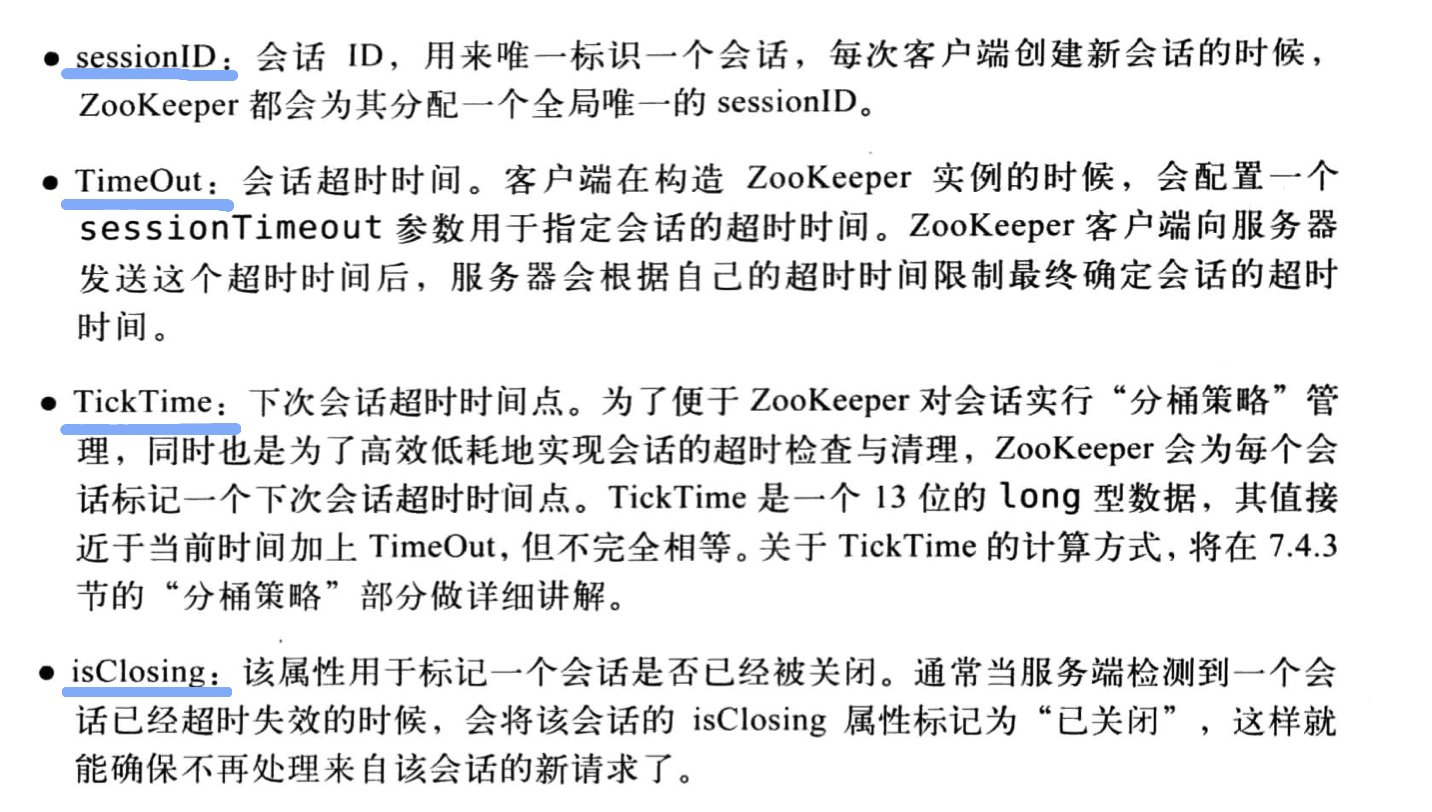 ● sessionID：会话 ID，用来唯一标识一个会话，每次客户端创建新会话的时候，
ZooKeeper 都会为其分配一个全局唯一的 sessionID。
● TimeOut：会话超时时间。客户端在构造 ZooKeeper 实例的时候，会配置一个
sessionTimeout 参数用于指定会话的超时时间。ZooKeeper 客户端向服务器
发送这个超时时间后，服务器会根据自己的超时时间限制最终确定会话的超时
时间。
● TickTime：下次会话超时时间点。为了便于 ZooKeeper 对会话实行“分桶策略”管
理，同时也是为了高效低耗地实现会话的超时检查与清理，ZooKeeper 会为每个会
话标记一个下次会话超时时间点。TickTime 是一个 13 位的 long 型数据，其值接
近于当前时间加上 TimeOut，但不完全相等。关于 TickTime 的计算方式，将在 7.4.3
节的“分桶策略”部分做详细讲解。
● isClosing：该属性用于标记一个会话是否已经被关闭。通常当服务端检测到一个会
话已经超时失效的时候，会将该会话的 isClosing 属性标记为“已关闭”，这样就
能确保不再处理来自该会话的新请求了。